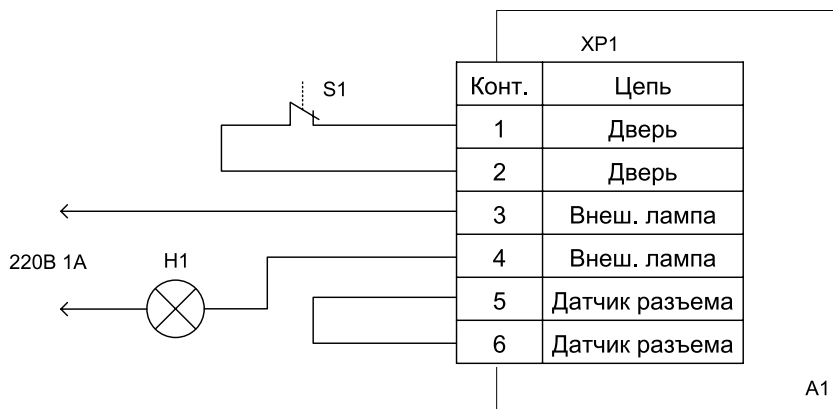 XP1
S1
Конт. Цепь
1 Дверь
2 Дверь
3 Внеш. лампа
220В 1А H1
4 Внеш. лампа
5 Датчик разъема
6 Датчик разъема
A1